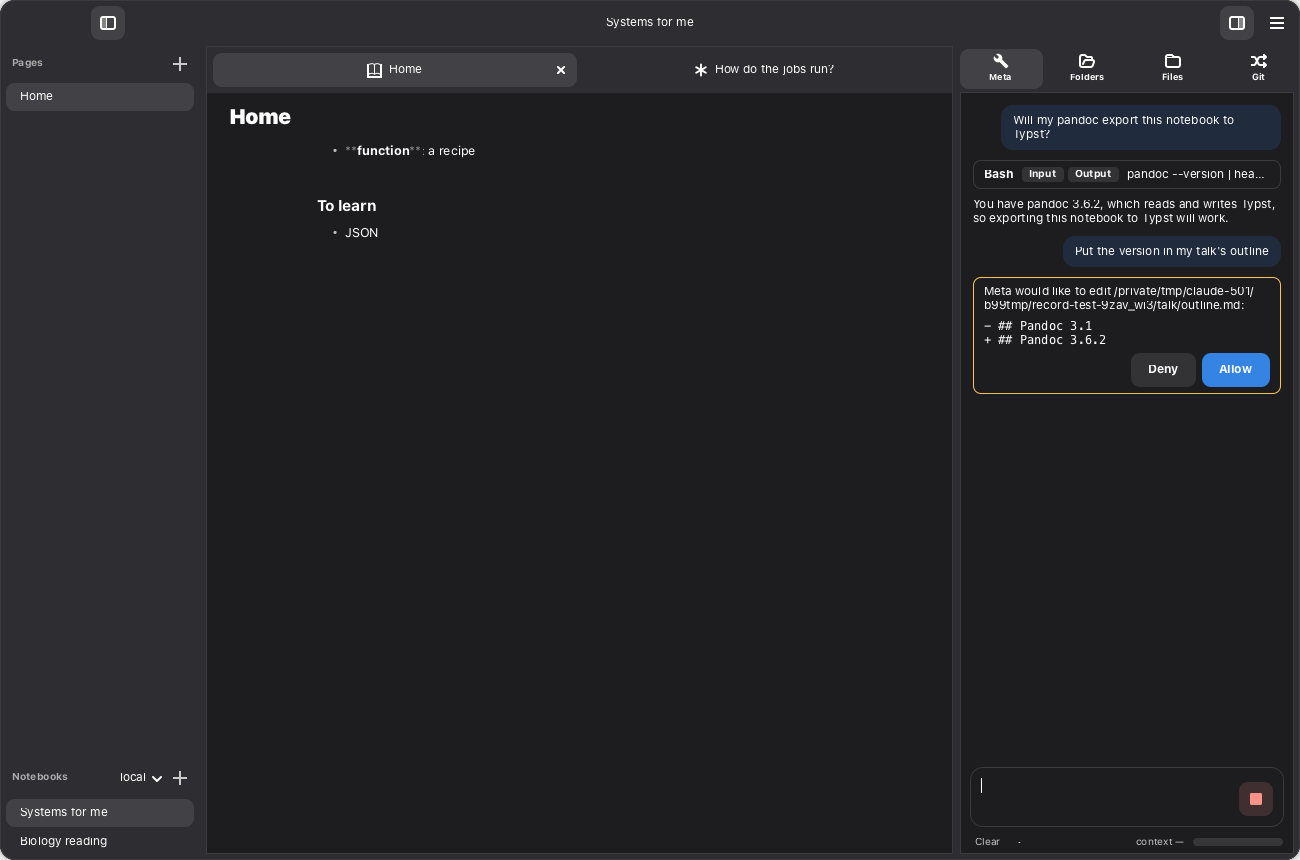 Systems for me
Pages
Home
Home
How do the jobs run?
Home
• **function**: a recipe
To learn
• JSON
Notebooks
local
Systems for me
Biology reading
Meta
Folders
Files
Git
Will my pandoc export this notebook to
Typst?
Bash Input Output pandoc --version | hea…
You have pandoc 3.6.2, which reads and writes Typst,
so exporting this notebook to Typst will work.
Put the version in my talk's outline
Meta would like to edit /private/tmp/claude-501/
b99tmp/record-test-9zav_wi3/talk/outline.md:
− ## Pandoc 3.1
+ ## Pandoc 3.6.2
Deny
Allow
Clear
-
context —